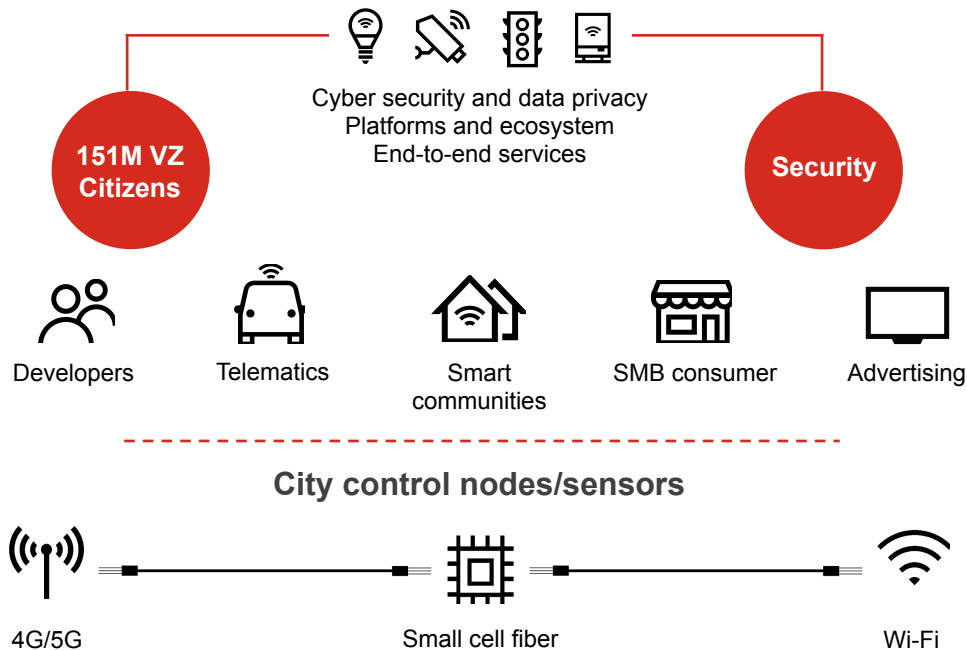 Cyber security and data privacy
Platforms and ecosystem
End-to-end services
151M VZ
Citizens
Security
Developers
Telematics
Smart
communities
SMB consumer
Advertising
City control nodes/sensors
4G/5G
Small cell fiber
Wi-Fi